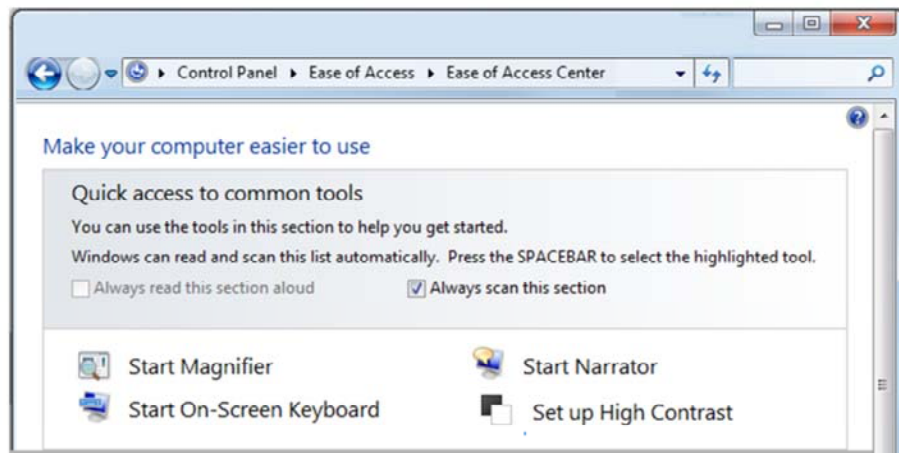 Control Panel Ease of Access Ease of Access Center
Make your computer easier to use
Quick access to common tools
You can use the tools in this section to help you get started.
Windows can read and scan this list automatically. Press the SPACEBAR to select the highlighted tool.
Always read this section aloud Always scan this section
Start Magnifier Start Narrator
Start On-Screen Keyboard Set up High Contrast